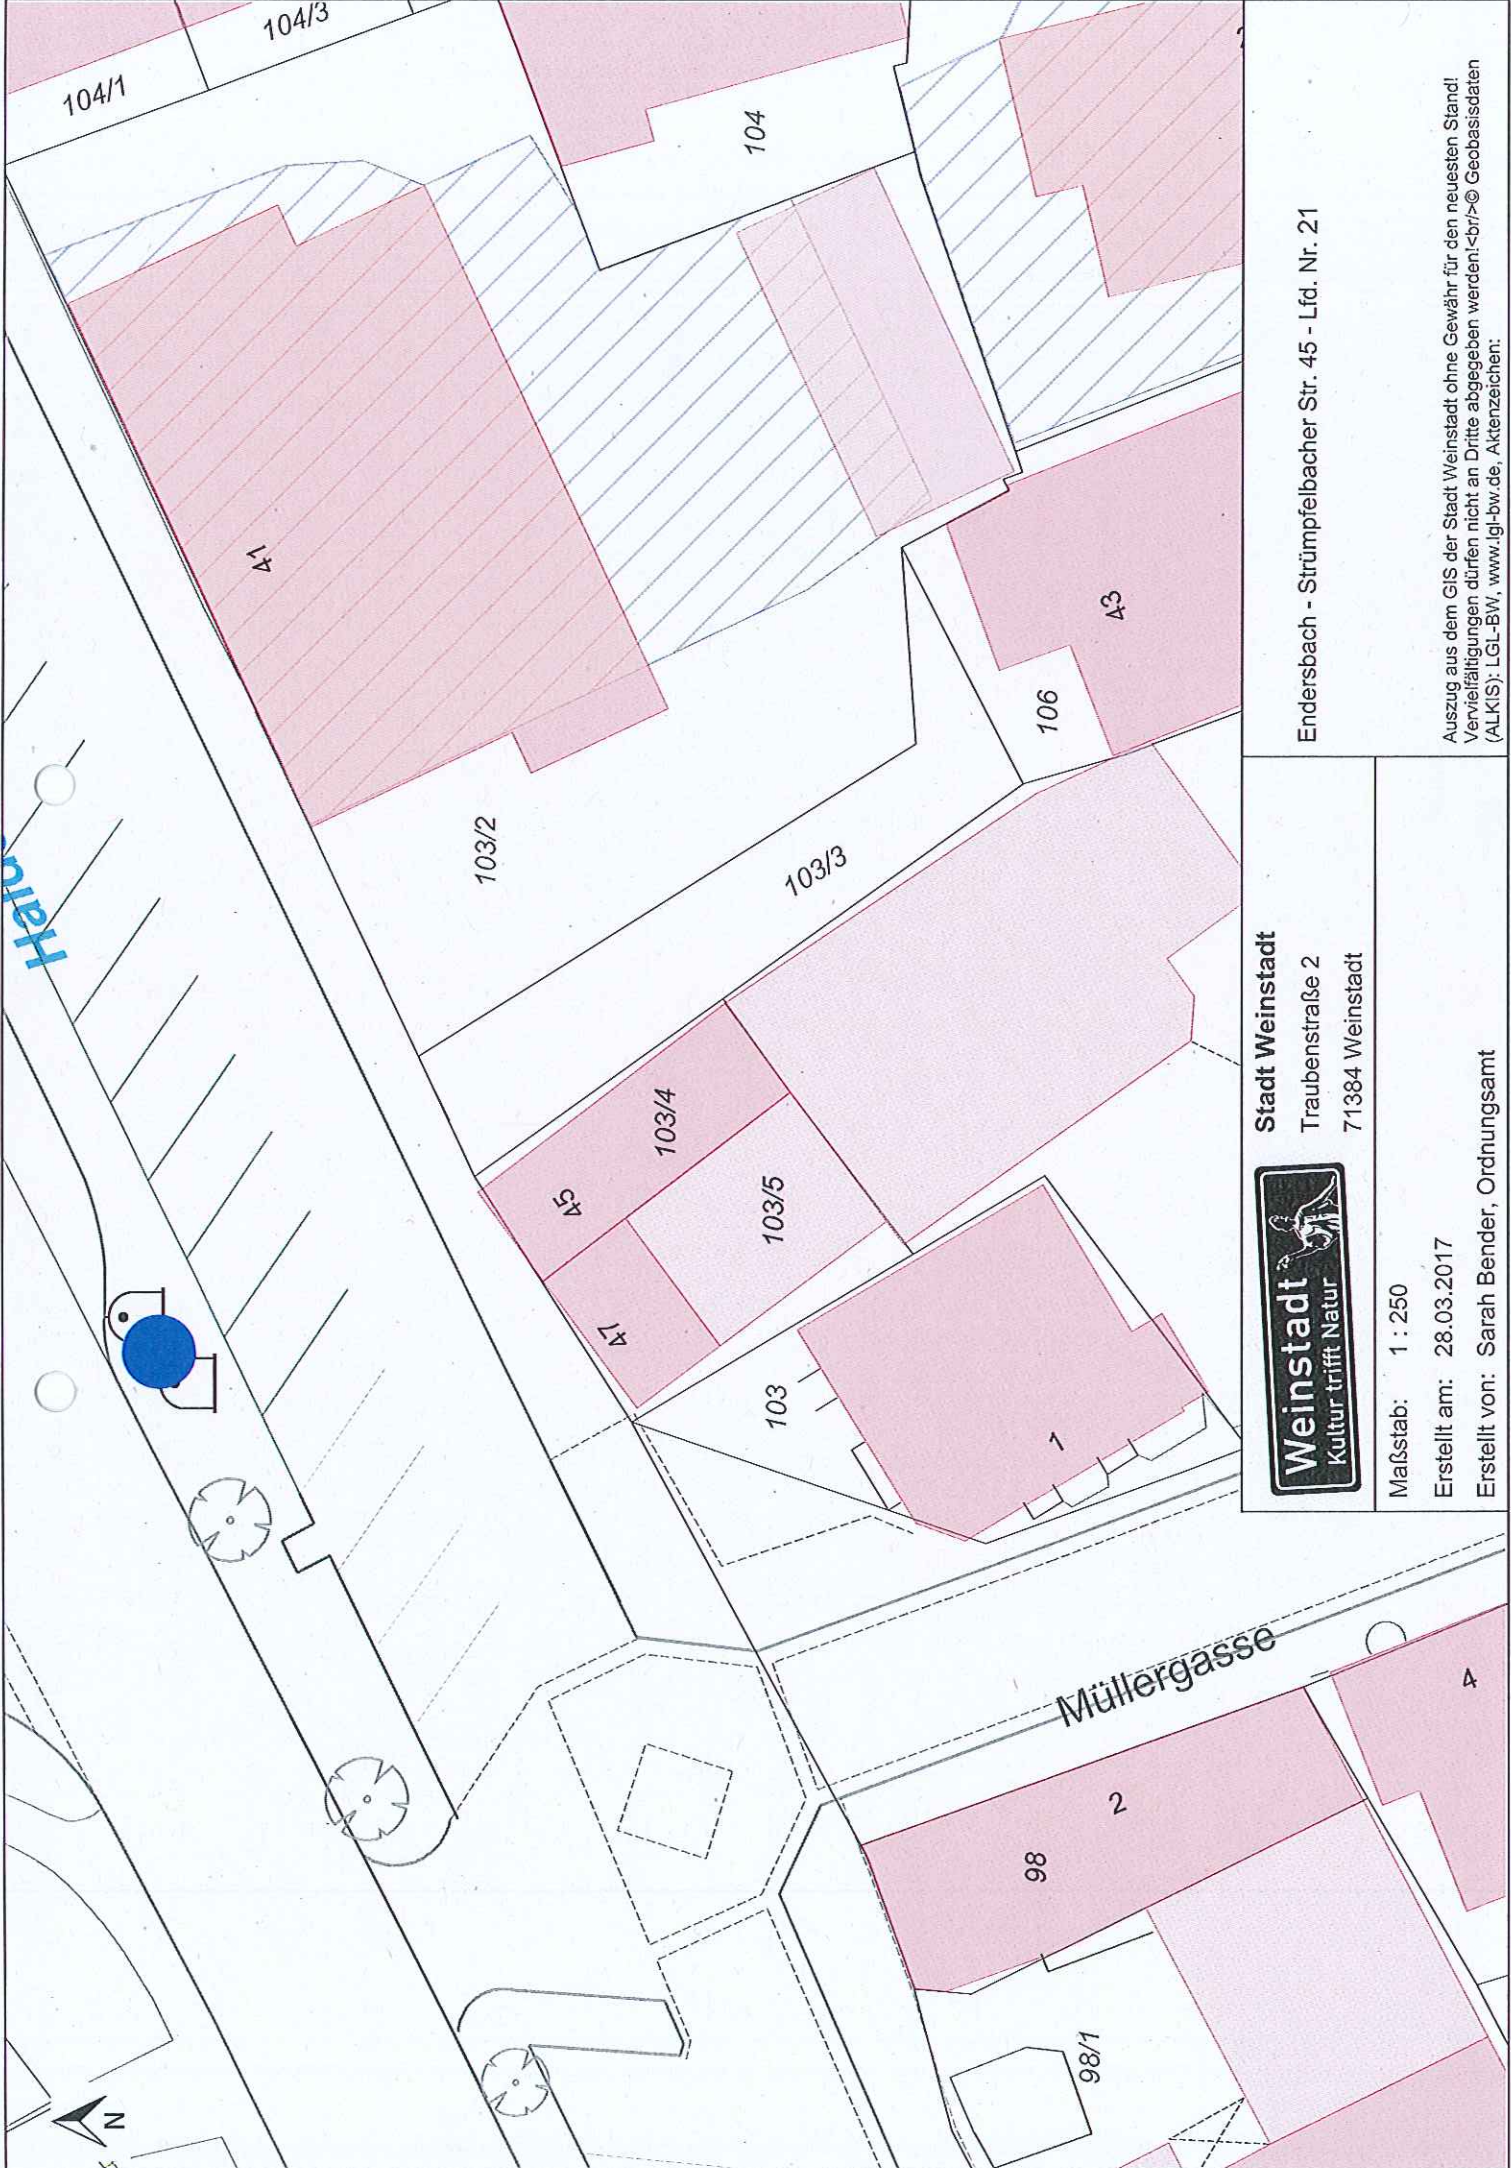 104/1
104/3
104
41
103/2
103/3
43
106
45
103/4
47
103/5
103
1
Müllergasse
2
98
4
98/1
N
Endersbach - Strümpfelbacher Str. 45 - Lfd. Nr. 21
Auszug aus dem GIS der Stadt Weinstadt ohne Gewähr für den neuesten Stand!
Vervielfältigungen dürfen nicht an Dritte abgegeben werden!<br/>© Geobasisdaten
(ALKIS): LGL-BW, www.lgl-bw.de, Aktenzeichen:
Weinstadt
Kultur trifft Natur
Stadt Weinstadt
Traubenstraße 2
71384 Weinstadt
Maßstab: 1 : 250
Erstellt am: 28.03.2017
Erstellt von: Sarah Bender, Ordnungsamt